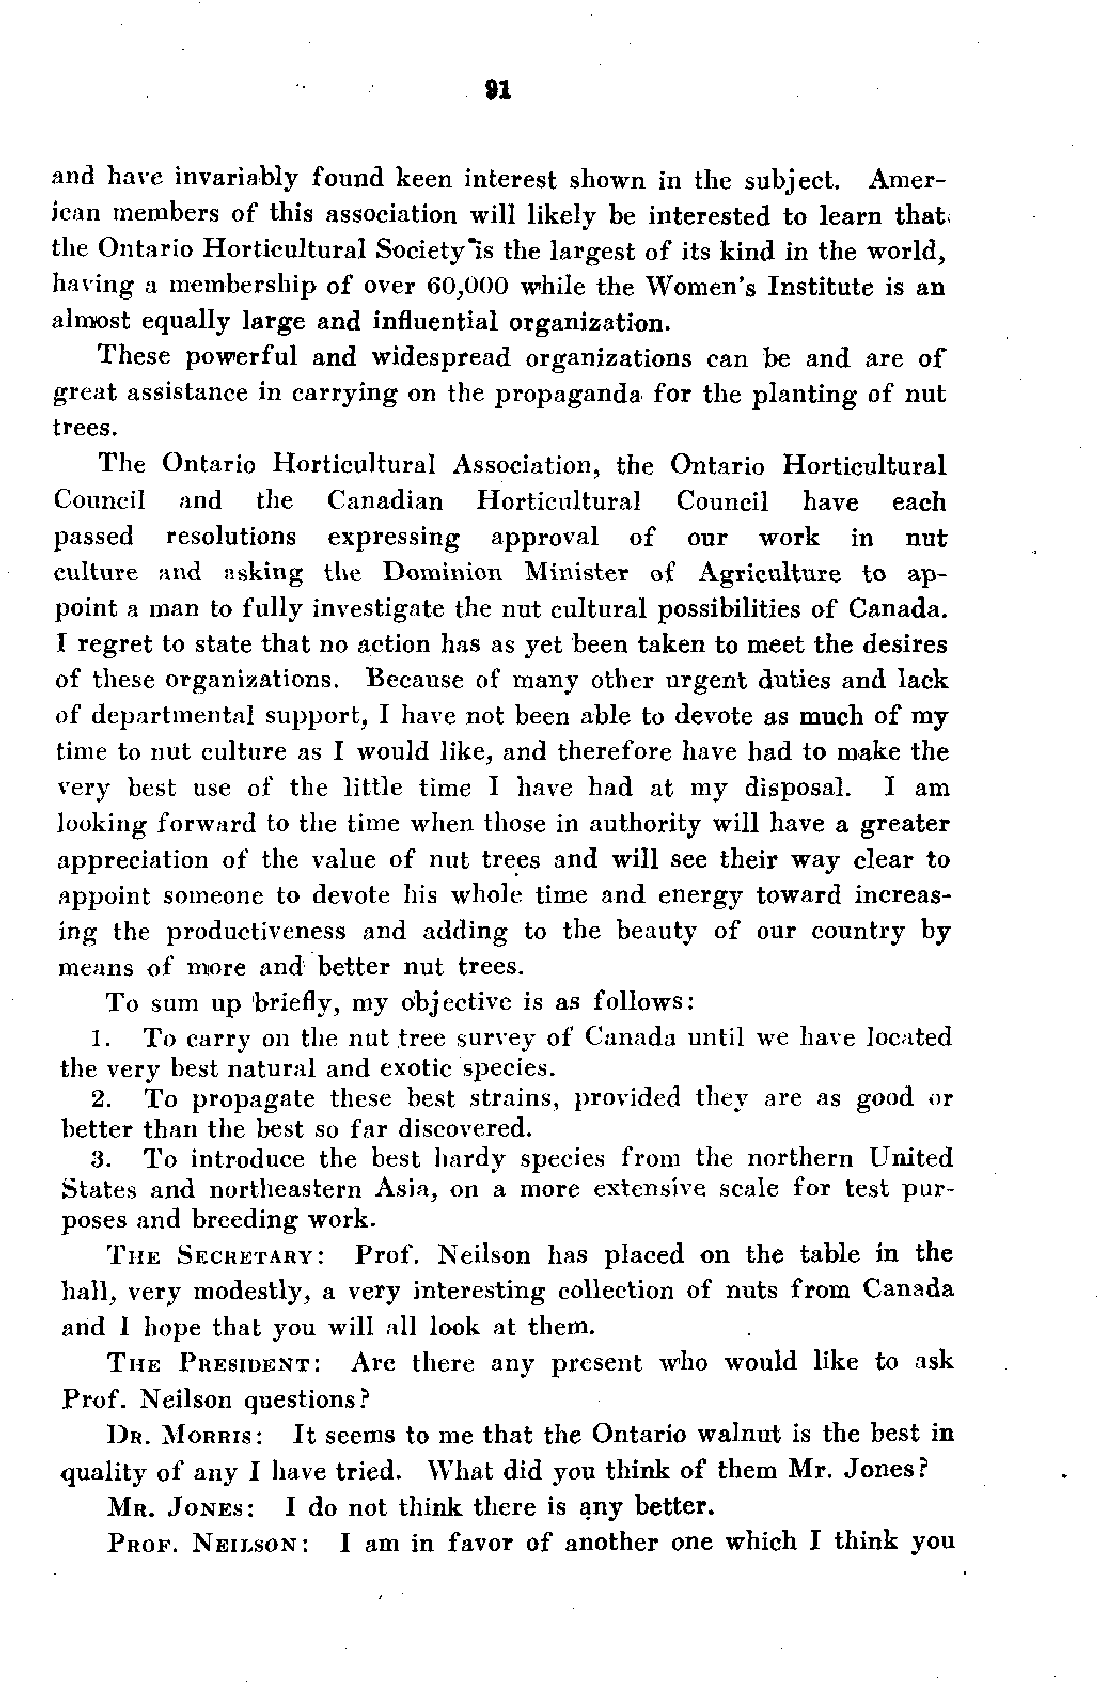 91
and have invariably found keen interest shown in the subject. Amer-
ican members of this association will likely be interested to learn that
the Ontario Horticultural Society is the largest of its kind in the world,
having a membership of over 60,000 while the Women's Institute is an
almost equally large and influential organization.
These powerful and widespread organizations can be and are of
great assistance in carrying on the propaganda for the planting of nut
trees.
The Ontario Horticultural Association, the Ontario Horticultural
Council and the Canadian Horticultural Council have each
passed resolutions expressing approval of our work in nut
culture and asking the Dominion Minister of Agriculture to ap-
point a man to fully investigate the nut cultural possibilities of Canada.
I regret to state that no action has as yet been taken to meet the desires
of these organizations. Because of many other urgent duties and lack
of departmental support, I have not been able to devote as much of my
time to nut culture as I would like, and therefore have had to make the
very best use of the little time I have had at my disposal. I am
looking forward to the time when those in authority will have a greater
appreciation of the value of nut trees and will see their way clear to
appoint someone to devote his whole time and energy toward increas-
ing the productiveness and adding to the beauty of our country by
means of more and better nut trees.
To sum up briefly, my objective is as follows:
1. To carry on the nut tree survey of Canada until we have located
the very best natural and exotic species.
2. To propagate these best strains, provided they are as good or
better than the best so far discovered.
3. To introduce the best hardy species from the northern United
States and northeastern Asia, on a more extensive scale for test pur-
poses and breeding work.
THE SECRETARY: Prof. Neilson has placed on the table in the
hall, very modestly, a very interesting collection of nuts from Canada
and I hope that you will all look at them.
THE PRESIDENT: Are there any present who would like to ask
Prof. Neilson questions?
DR. MORRIS: It seems to me that the Ontario walnut is the best in
quality of any I have tried. What did you think of them Mr. Jones?
MR. JONES: I do not think there is any better.
PROF. NEILSON: I am in favor of another one which I think you